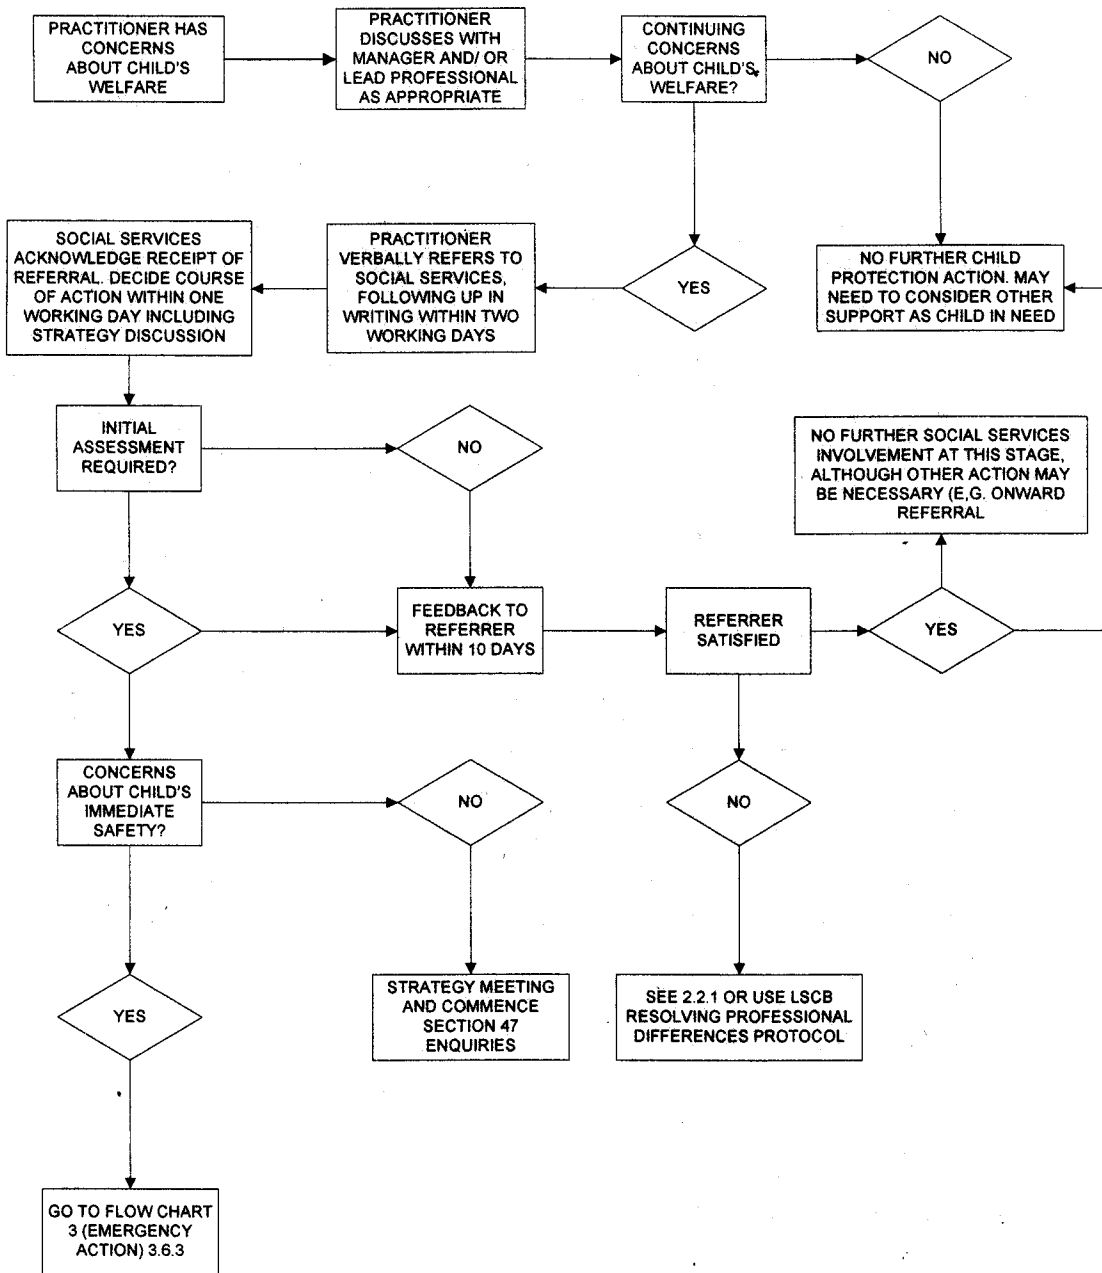 PRACTITIONER HAS
CONCERNS
ABOUT CHILD'S
WELFARE
PRACTITIONER
DISCUSSES WITH
MANAGER AND/ OR
LEAD PROFESSIONAL
AS APPROPRIATE
CONTINUING
CONCERNS
ABOUT CHILD'S
WELFARE?
NO
SOCIAL SERVICES
ACKNOWLEDGE RECEIPT OF
REFERRAL. DECIDE COURSE
OF ACTION WITHIN ONE
WORKING DAY INCLUDING
STRATEGY DISCUSSION
PRACTITIONER
VERBALLY REFERS TO
SOCIAL SERVICES,
FOLLOWING UP IN
WRITING WITHIN TWO
WORKING DAYS
YES
NO FURTHER CHILD
PROTECTION ACTION. MAY
NEED TO CONSIDER OTHER
SUPPORT AS CHILD IN NEED
INITIAL
ASSESSMENT
REQUIRED?
NO
NO FURTHER SOCIAL SERVICES
INVOLVEMENT AT THIS STAGE,
ALTHOUGH OTHER ACTION MAY
BE NECESSARY (E,G. ONWARD
REFERRAL
YES
FEEDBACK TO
REFERRER
WITHIN 10 DAYS
REFERRER
SATISFIED
YES
CONCERNS
ABOUT CHILD'S
IMMEDIATE
SAFETY?
NO
NO
YES
STRATEGY MEETING
AND COMMENCE
SECTION 47
ENQUIRIES
SEE 2.2.1 OR USE LSCB
RESOLVING PROFESSIONAL
DIFFERENCES PROTOCOL
GO TO FLOW CHART
3 (EMERGENCY
ACTION) 3.6.3